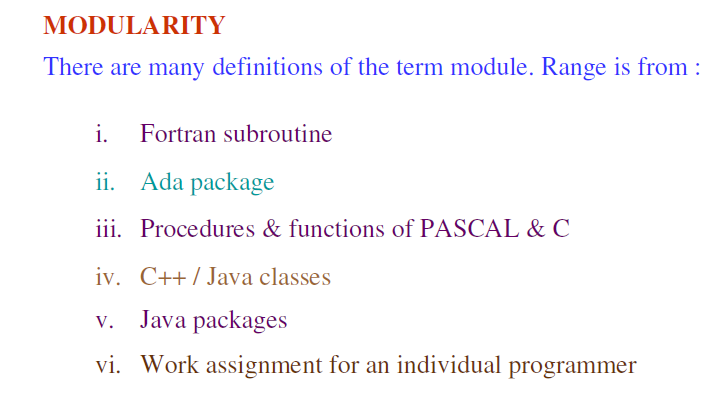 MODULARITY
There are many definitions of the term module. Range is from :
i. Fortran subroutine
ii. Ada package
iii. Procedures & functions of PASCAL & C
iv. C++ / Java classes
v. Java packages
vi. Work assignment for an individual programmer